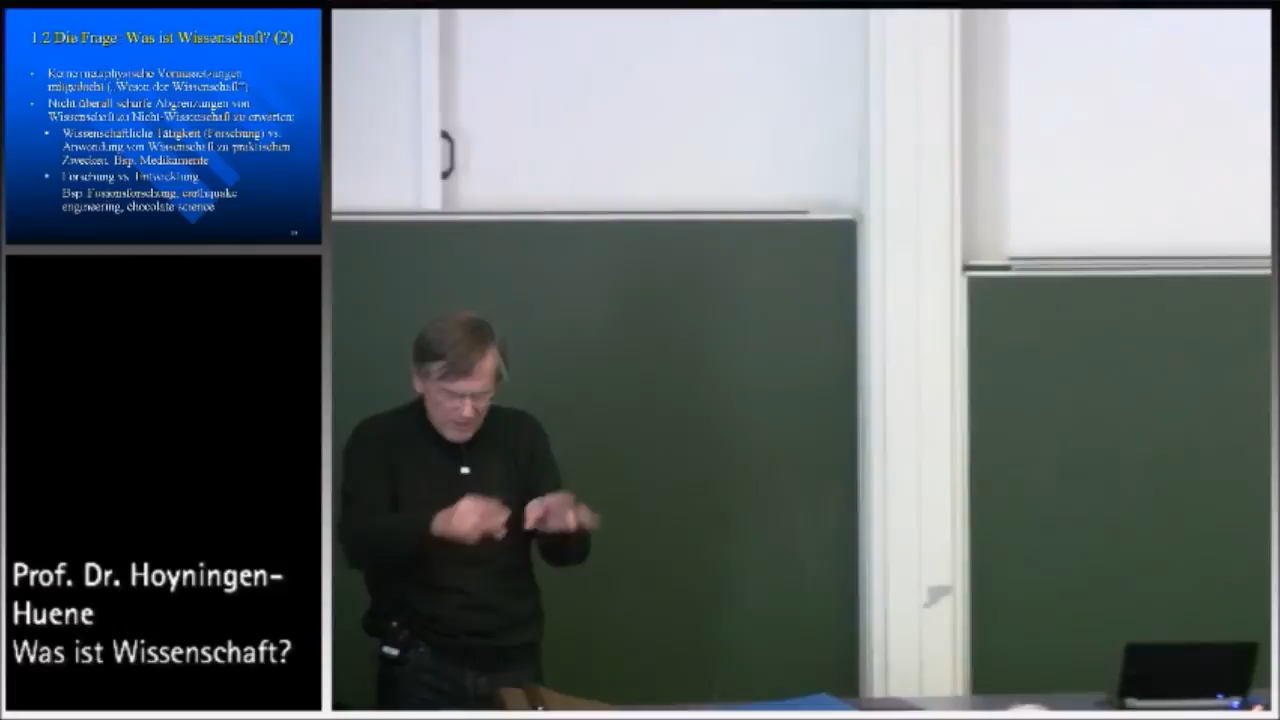 1.2 Die Frage: Was ist Wissenschaft? (2)
Keine metaphysische Voraussetzungen
mitgedacht („Wesen der Wissenschaft“)
Nicht überall scharfe Abgrenzungen von
Wissenschaft zu Nicht-Wissenschaft zu erwarten:
Wissenschaftliche Tätigkeit (Forschung) vs.
Anwendung von Wissenschaft zu praktischen
Zwecken. Bsp. Medikamente
Forschung vs. Entwicklung
Bsp. Fusionsforschung, earthquake
engineering, chocolate science
Prof. Dr. Hoyningen-
Huene
Was ist Wissenschaft?